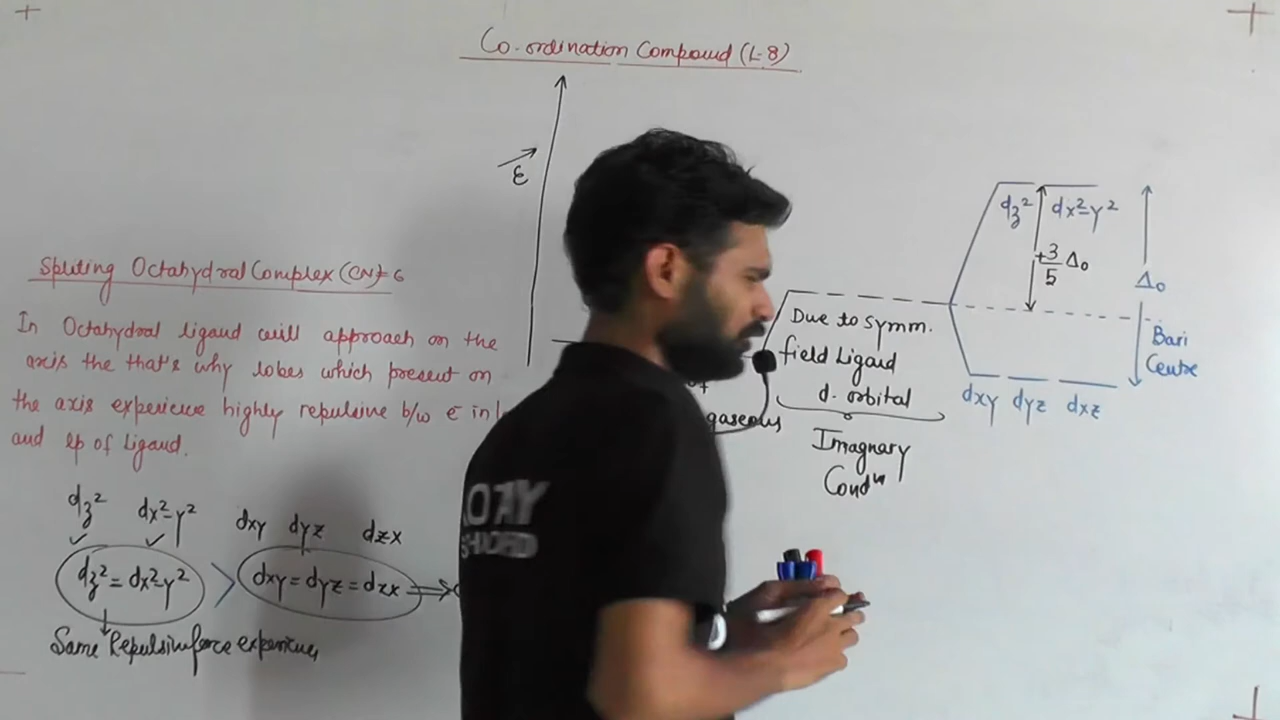 Co-ordination Compound (L-8)
ε
Spliting Octahydral Complex (CN)=6
In Octahydral ligand will approach on the
axis the that's why lobes which present on
the axis experience highly repulsive b/w e⁻ in
and lp of Ligand.
dz² dx²-y² dxy dyz dzx
dz² = dx²-y² > dxy = dyz = dzx ⇒
Same Repulsive force experience
gaseous
Due to Symm.
field Ligand
d. orbital
Imagnary
Condⁿ
dz² dx²-y²
+3/5 Δo
Δo
Bari
Centre
dxy dyz dxz